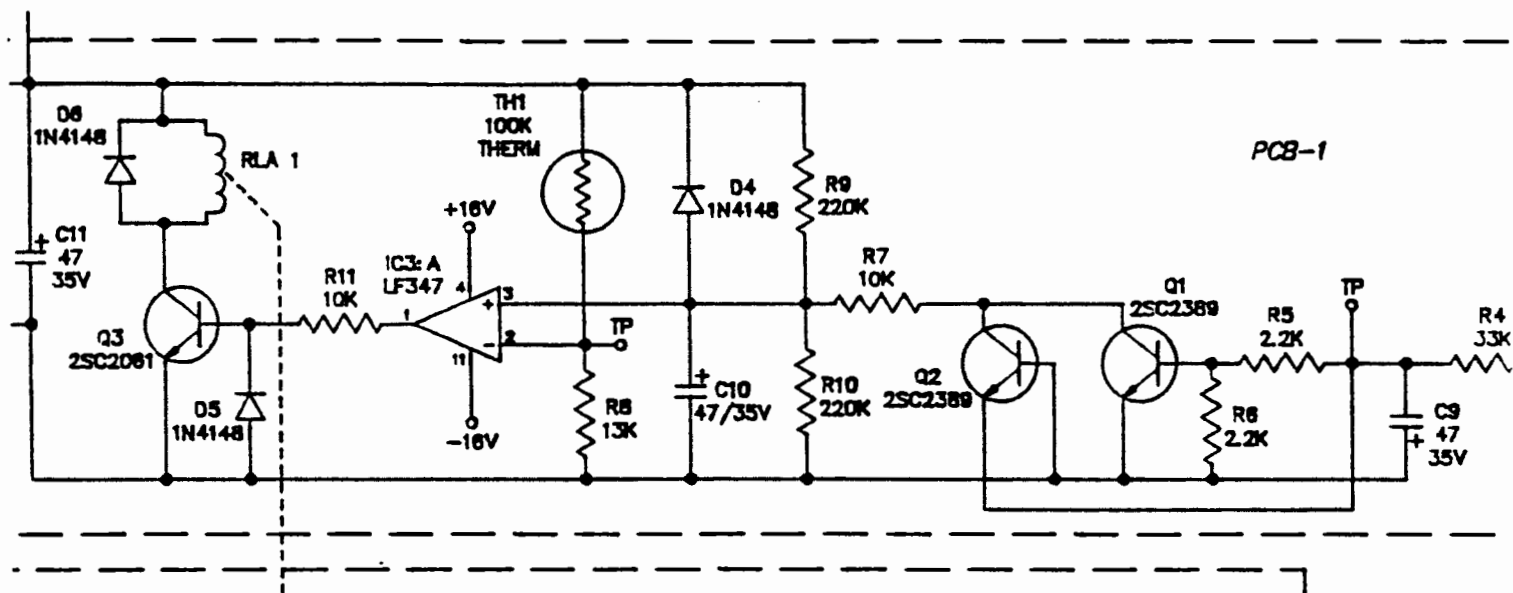 D6
1N4148
RLA 1
C11
47
35V
+
Q3
2SC2061
D5
1N4148
R11
10K
IC3:A
LF347
+16V
4
1
11
-16V
+
3
-
2
TP
TH1
100K
THERM
R8
13K
D4
1N4148
+
C10
47/35V
R9
220K
R10
220K
R7
10K
Q2
2SC2389
Q1
2SC2389
R5
2.2K
R6
2.2K
TP
R4
33K
C9
47
35V
+
PCB-1